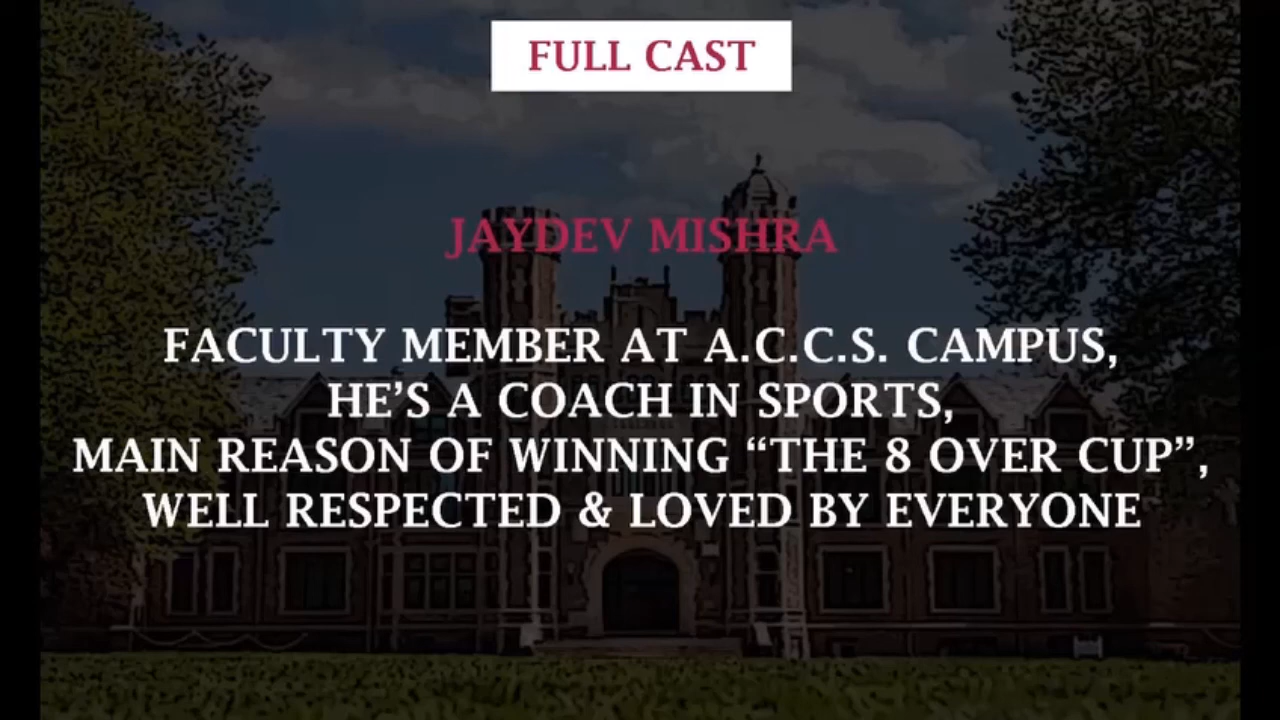 FULL CAST
JAYDEV MISHRA
FACULTY MEMBER AT A.C.C.S. CAMPUS,
HE’S A COACH IN SPORTS,
MAIN REASON OF WINNING “THE 8 OVER CUP”,
WELL RESPECTED & LOVED BY EVERYONE